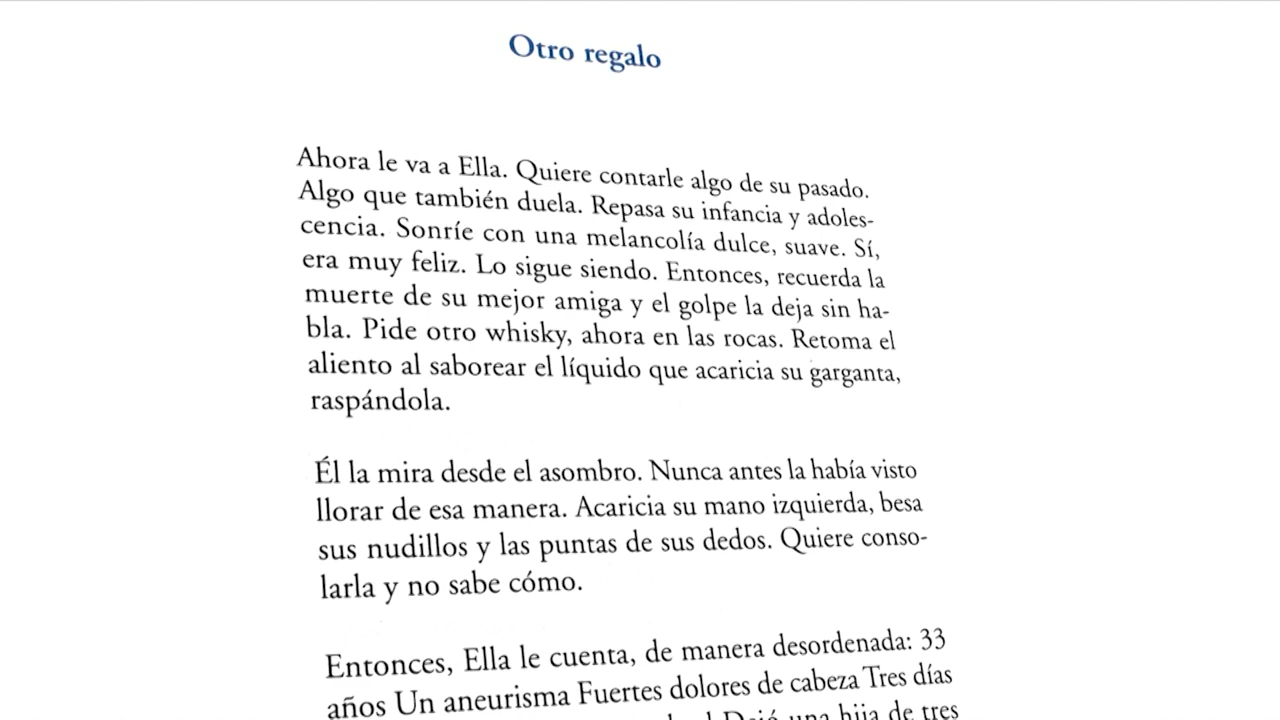 Otro regalo
Ahora le va a Ella. Quiere contarle algo de su pasado.
Algo que también duela. Repasa su infancia y adoles-
cencia. Sonríe con una melancolía dulce, suave. Sí,
era muy feliz. Lo sigue siendo. Entonces, recuerda la
muerte de su mejor amiga y el golpe la deja sin ha-
bla. Pide otro whisky, ahora en las rocas. Retoma el
aliento al saborear el líquido que acaricia su garganta,
raspándola.
Él la mira desde el asombro. Nunca antes la había visto
llorar de esa manera. Acaricia su mano izquierda, besa
sus nudillos y las puntas de sus dedos. Quiere conso-
larla y no sabe cómo.
Entonces, Ella le cuenta, de manera desordenada: 33
años Un aneurisma Fuertes dolores de cabeza Tres días
Dejó una hija de tres